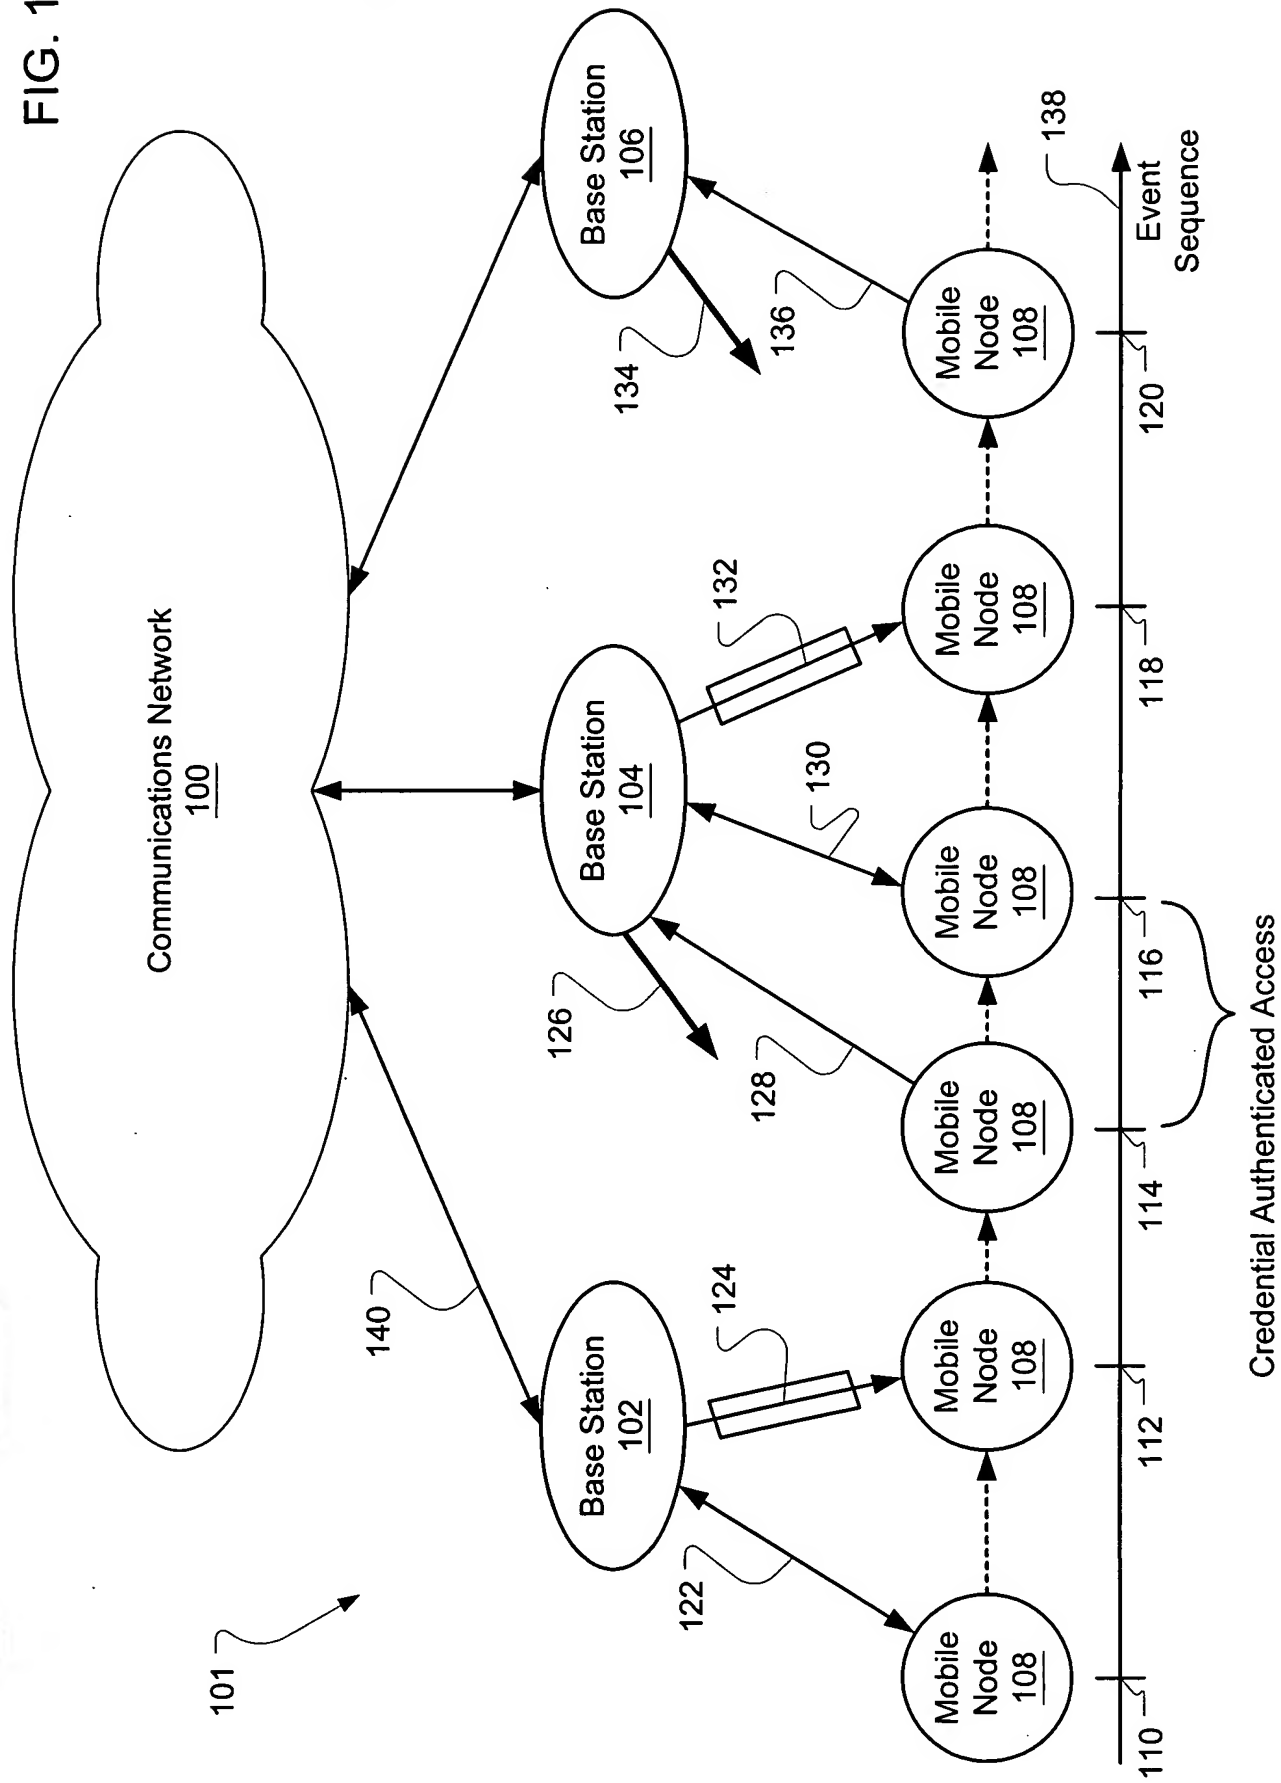 FIG. 1
Communications Network
100
101
140
Base Station
102
Base Station
104
Base Station
106
122
124
126
128
130
132
134
136
Mobile
Node
108
Mobile
Node
108
Mobile
Node
108
Mobile
Node
108
Mobile
Node
108
Mobile
Node
108
138
110
112
114
116
118
120
Event
Sequence
Credential Authenticated Access